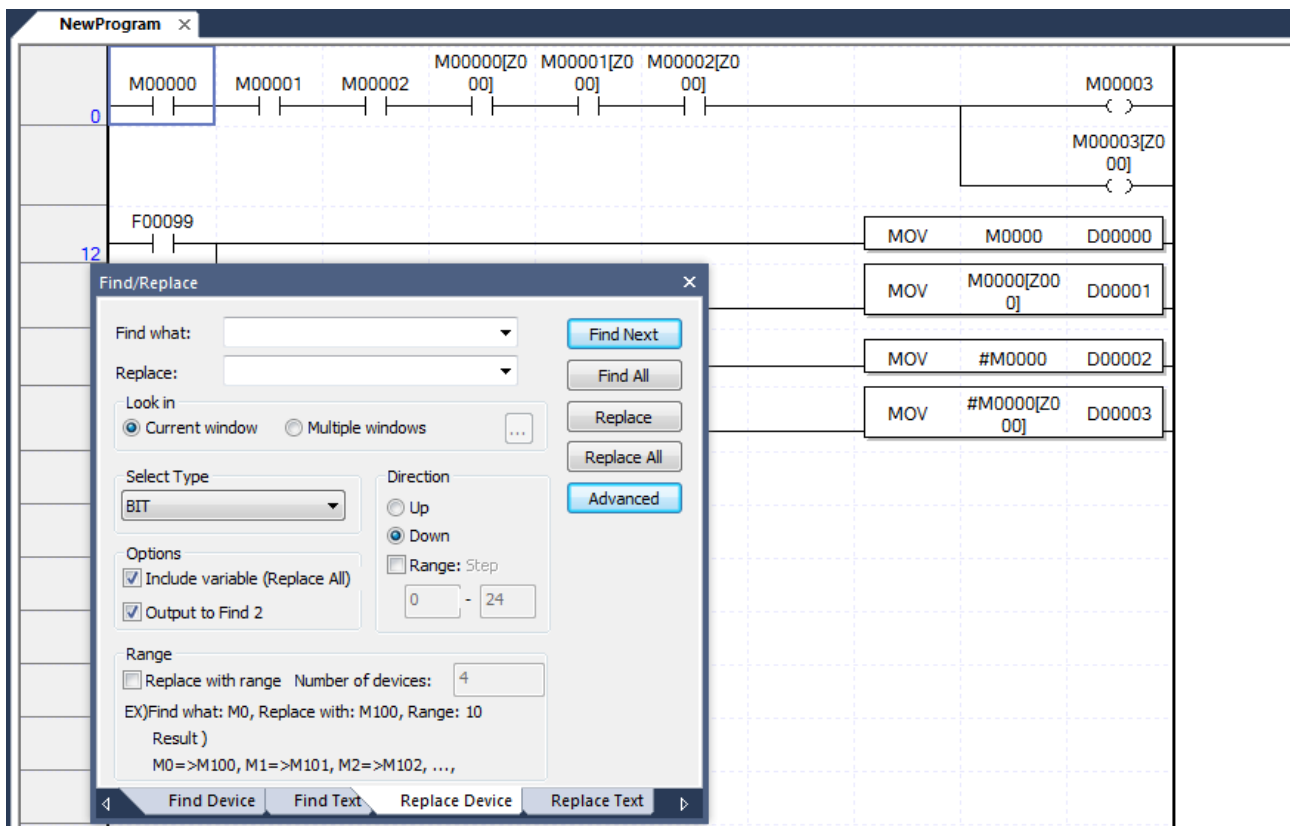 NewProgram ×
M00000 M00001 M00002 M00000[Z0 M00001[Z0 M00002[Z0 M00003
00] 00] 00]
0
M00003[Z0
00]
F00099
12
MOV M0000 D00000
MOV M0000[Z00 D00001
0]
MOV #M0000 D00002
MOV #M0000[Z0 D00003
00]
Find/Replace ×
Find what:
Find Next
Replace:
Find All
Look in
Current window Multiple windows ...
Replace
Replace All
Select Type
BIT
Direction
Up
Down
Range: Step
0 - 24
Advanced
Options
Include variable (Replace All)
Output to Find 2
Range
Replace with range Number of devices: 4
EX)Find what: M0, Replace with: M100, Range: 10
Result )
M0=>M100, M1=>M101, M2=>M102, ...,
Find Device Find Text Replace Device Replace Text